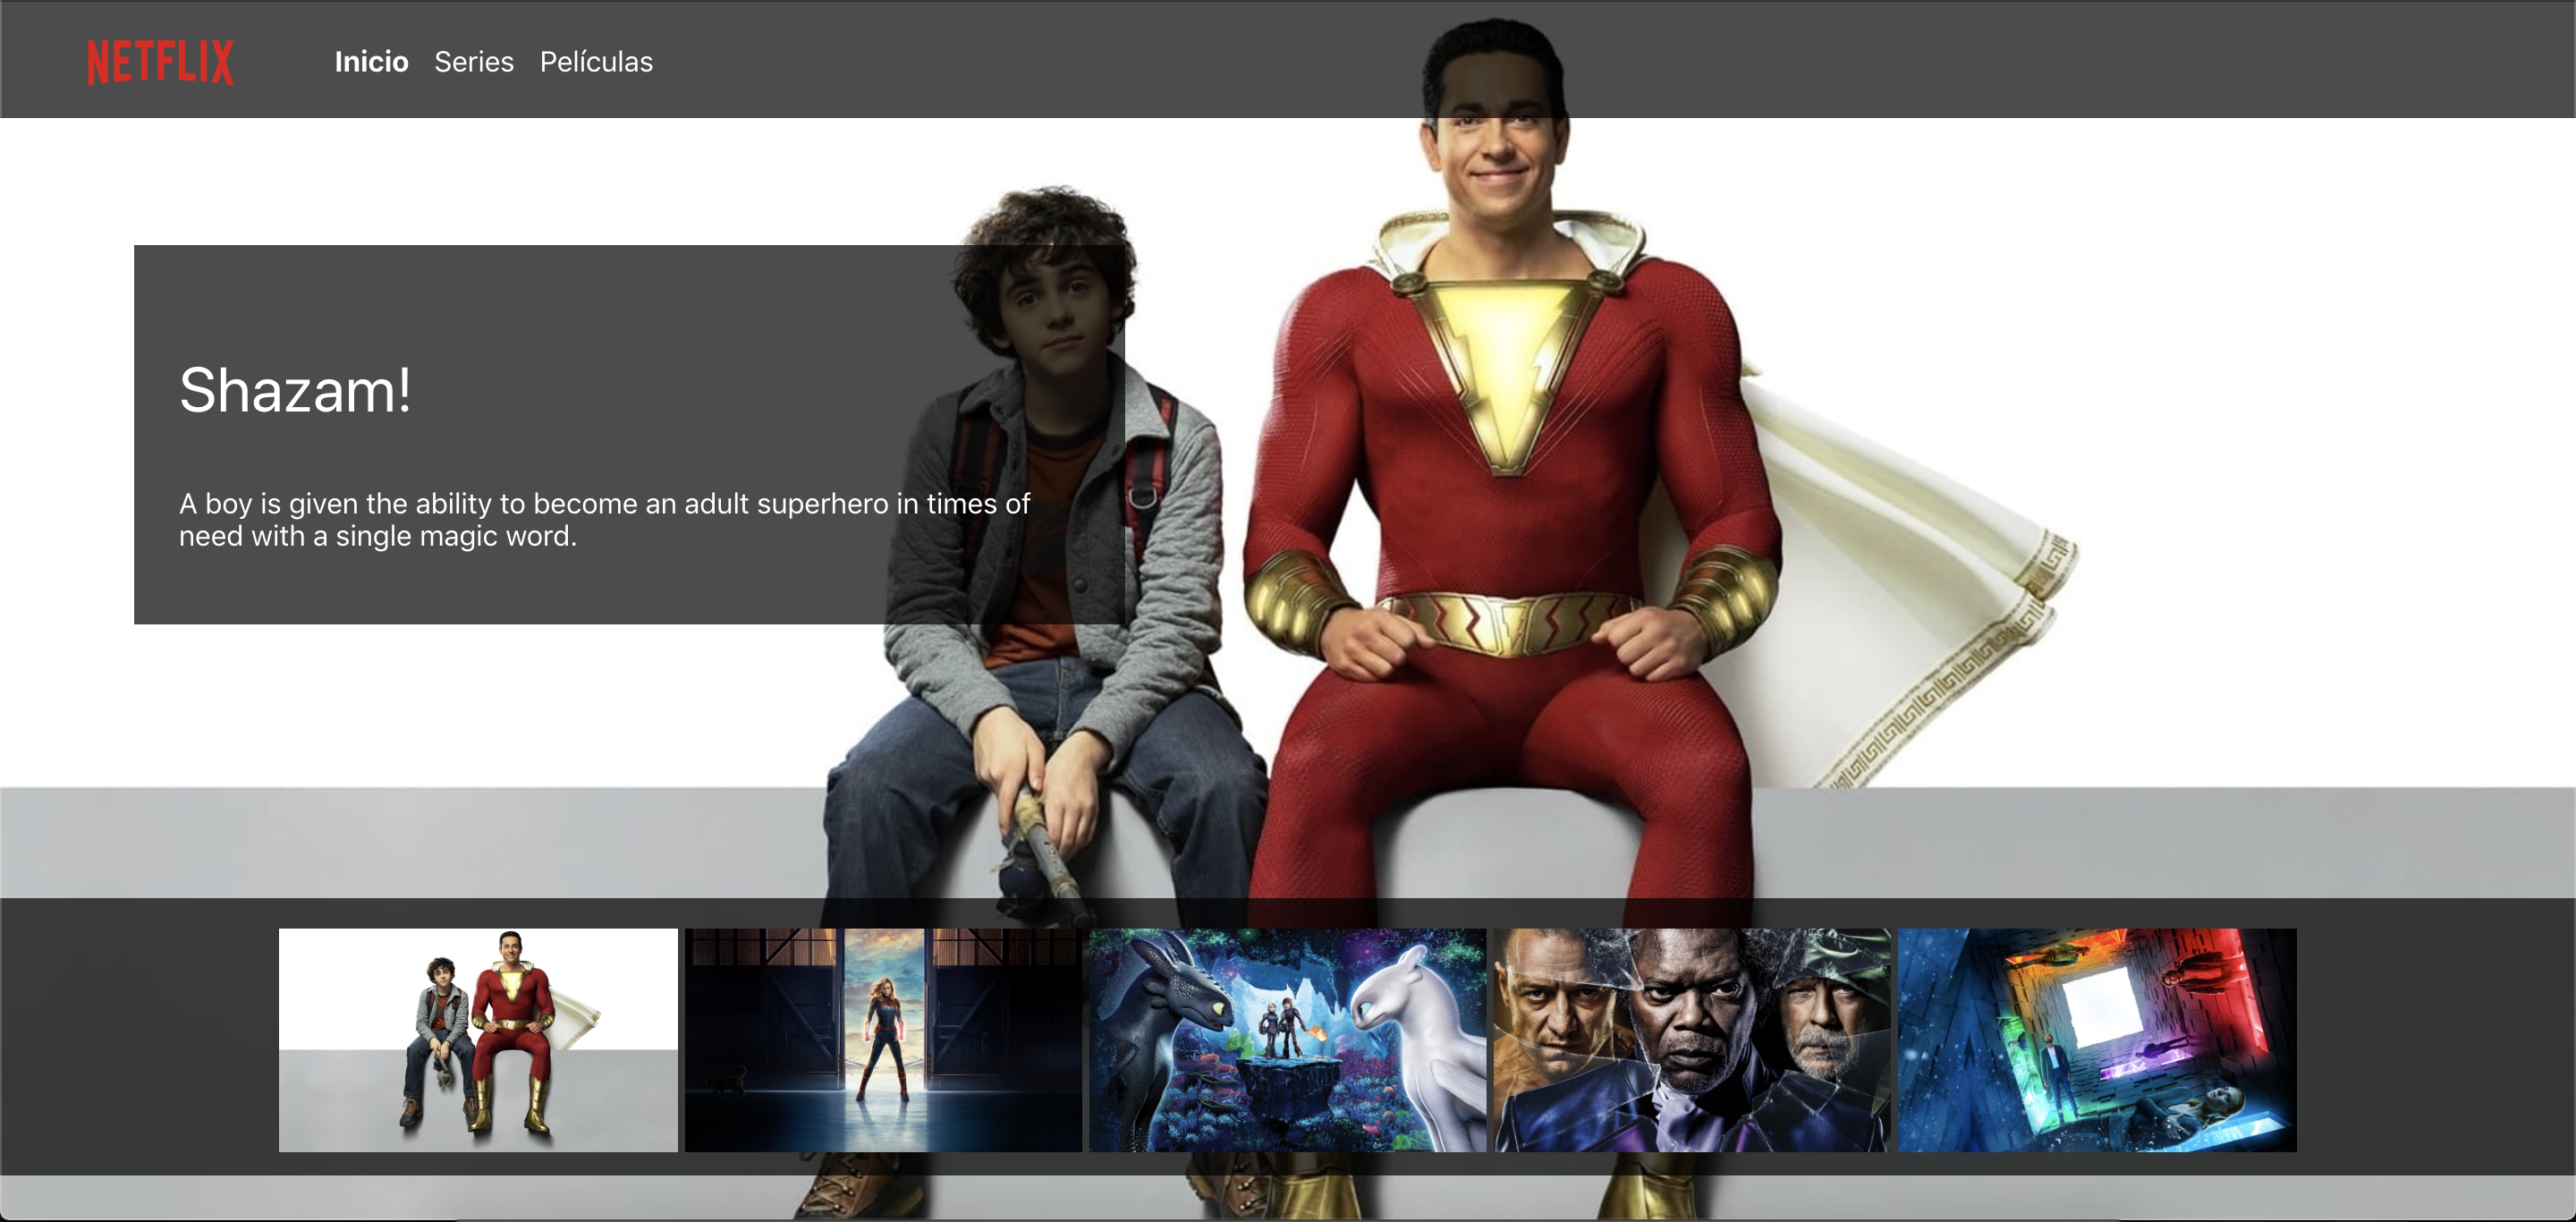 NETFLIX
Inicio Series Películas
Shazam!
A boy is given the ability to become an adult superhero in times of
need with a single magic word.